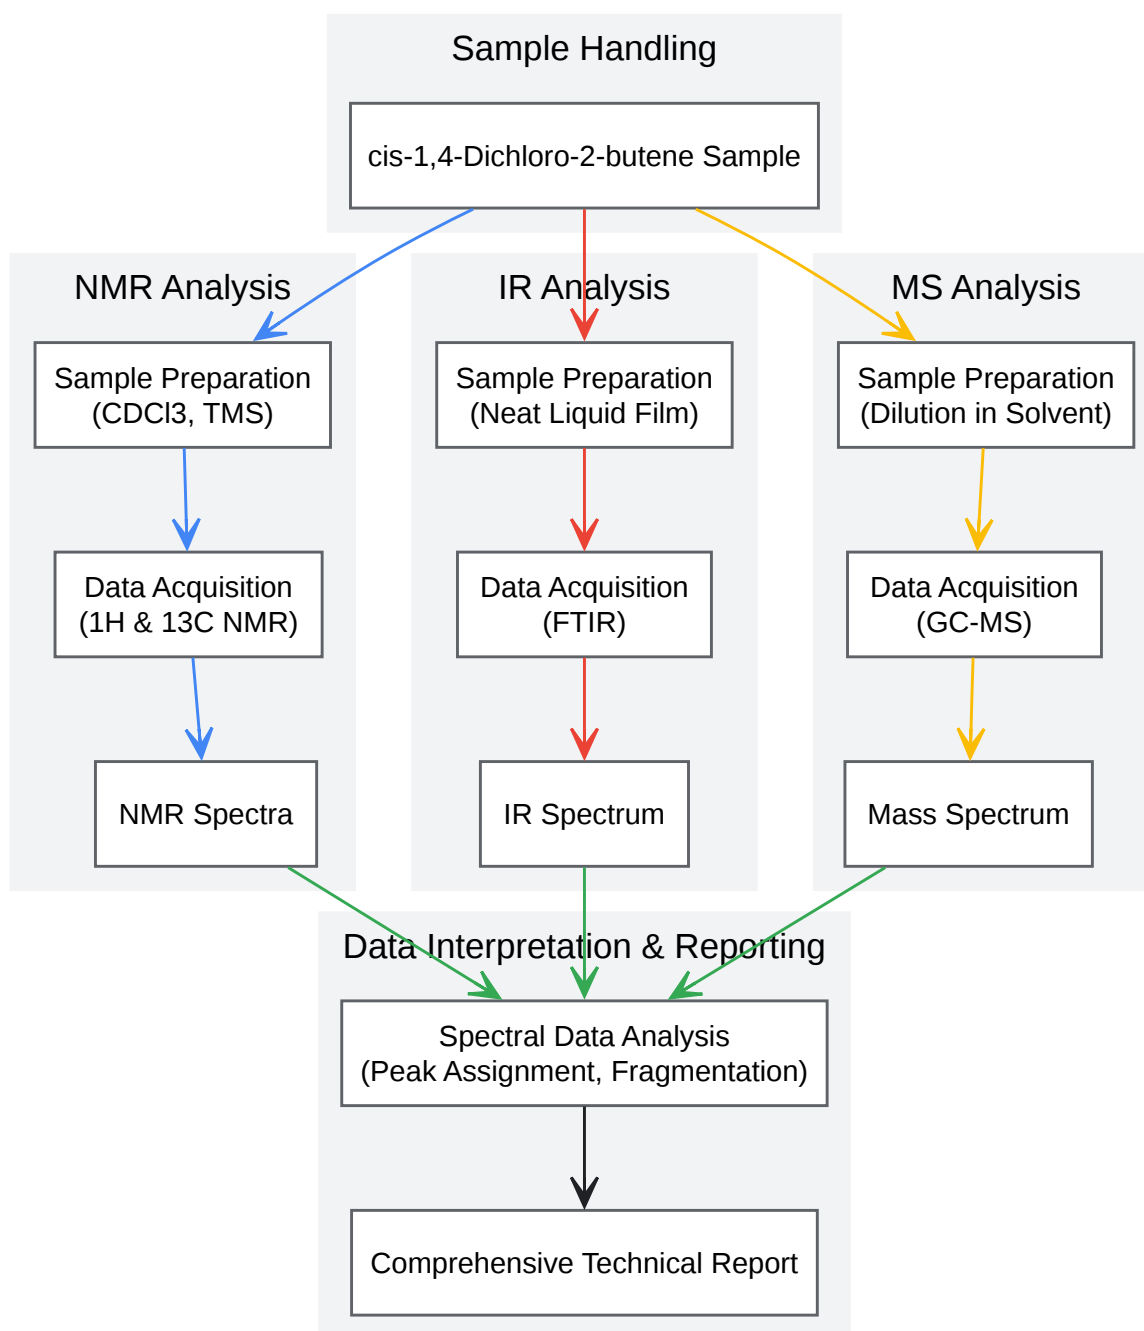 Sample Handling
cis-1,4-Dichloro-2-butene Sample
NMR Analysis
Sample Preparation
(CDCl3, TMS)
Data Acquisition
(1H & 13C NMR)
NMR Spectra
IR Analysis
Sample Preparation
(Neat Liquid Film)
Data Acquisition
(FTIR)
IR Spectrum
MS Analysis
Sample Preparation
(Dilution in Solvent)
Data Acquisition
(GC-MS)
Mass Spectrum
Data Interpretation & Reporting
Spectral Data Analysis
(Peak Assignment, Fragmentation)
Comprehensive Technical Report